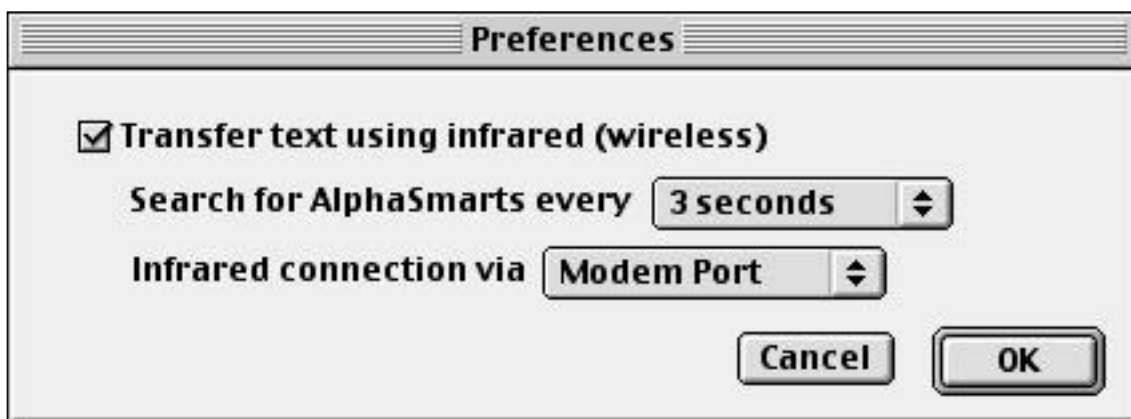 Preferences
Transfer text using infrared (wireless)
Search for AlphaSmarts every 3 seconds
Infrared connection via Modem Port
Cancel OK